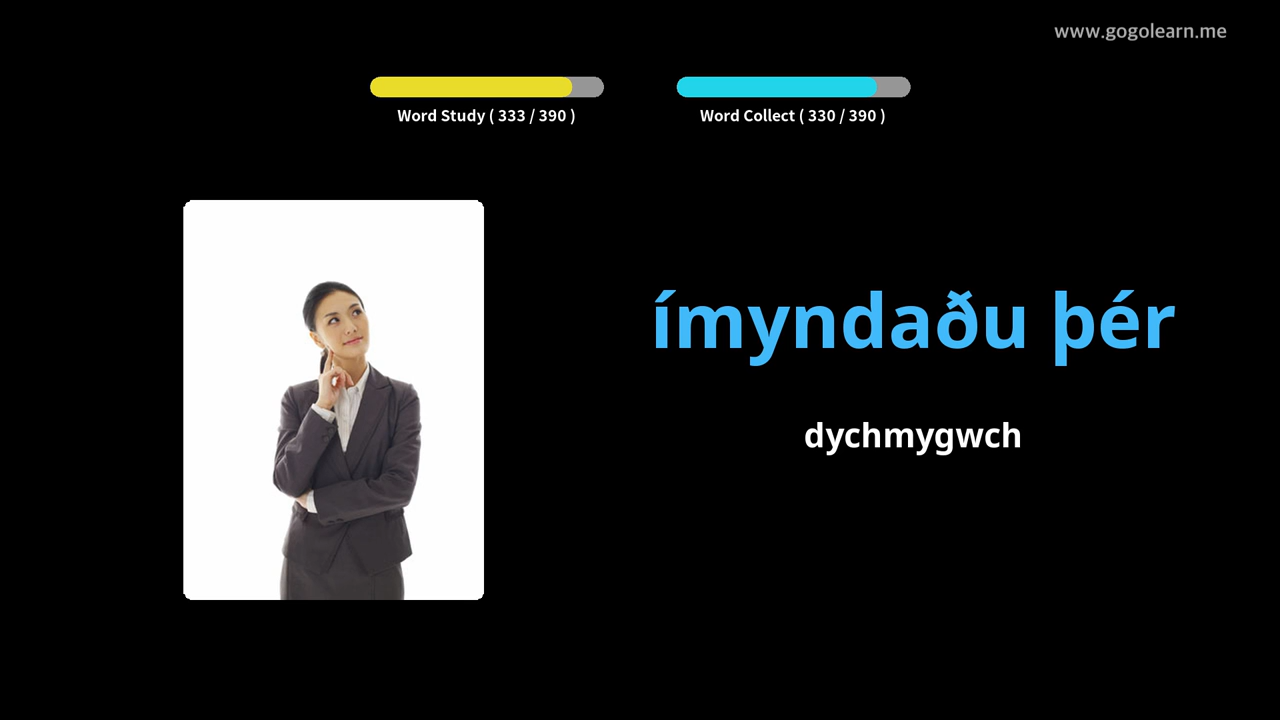 www.gogolearn.me
Word Study ( 333 / 390 )
Word Collect ( 330 / 390 )
ímyndaðu þér
dychmygwch